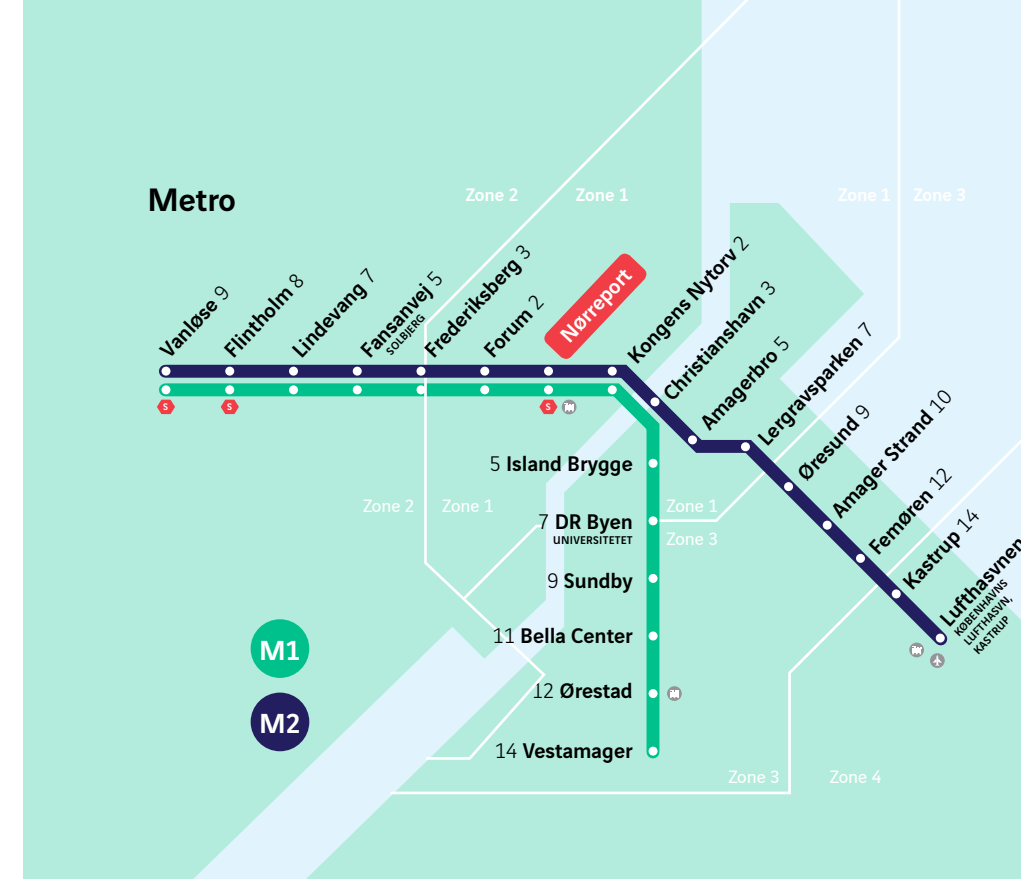 Zone 2
Zone 1
Zone 1
Zone 3
Metro
Vanløse 9
Flintholm 8
Lindevang 7
Fansanvej 5
SOLBJERG
Frederiksberg 3
Forum 2
Nørreport
Kongens Nytorv 2
Christianshavn 3
Amagerbro 5
Lergravsparken 7
Øresund 9
Amager Strand 10
Femøren 12
Kastrup 14
Lufthasvnen
KØBENHAVNS
LUFTHASVN,
KASTRUP
S
S
S
5 Island Brygge
Zone 2
Zone 1
Zone 1
7 DR Byen
UNIVERSITETET
Zone 3
9 Sundby
11 Bella Center
12 Ørestad
14 Vestamager
M1
M2
Zone 3
Zone 4